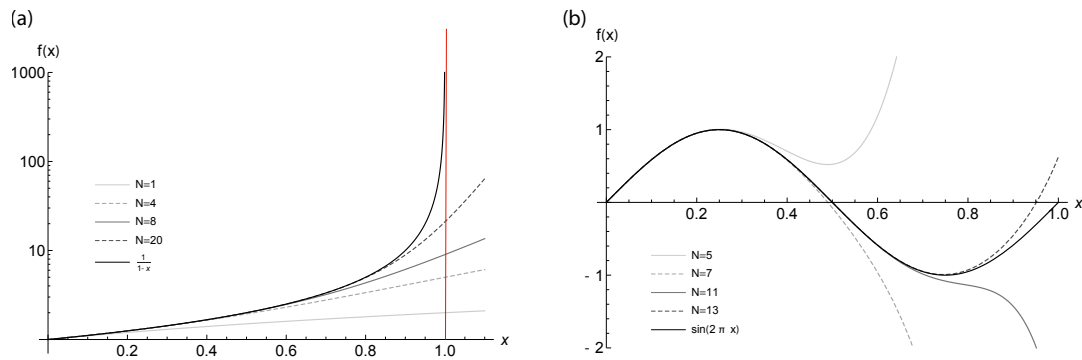 (a)
f(x)
1000
100
10
1
0.2 0.4 0.6 0.8 1.0 x
N=1
N=4
N=8
N=20
1
1- x
(b)
f(x)
2
1
- 1
- 2
0.2 0.4 0.6 0.8 1.0 x
N=5
N=7
N=11
N=13
sin(2 π x)